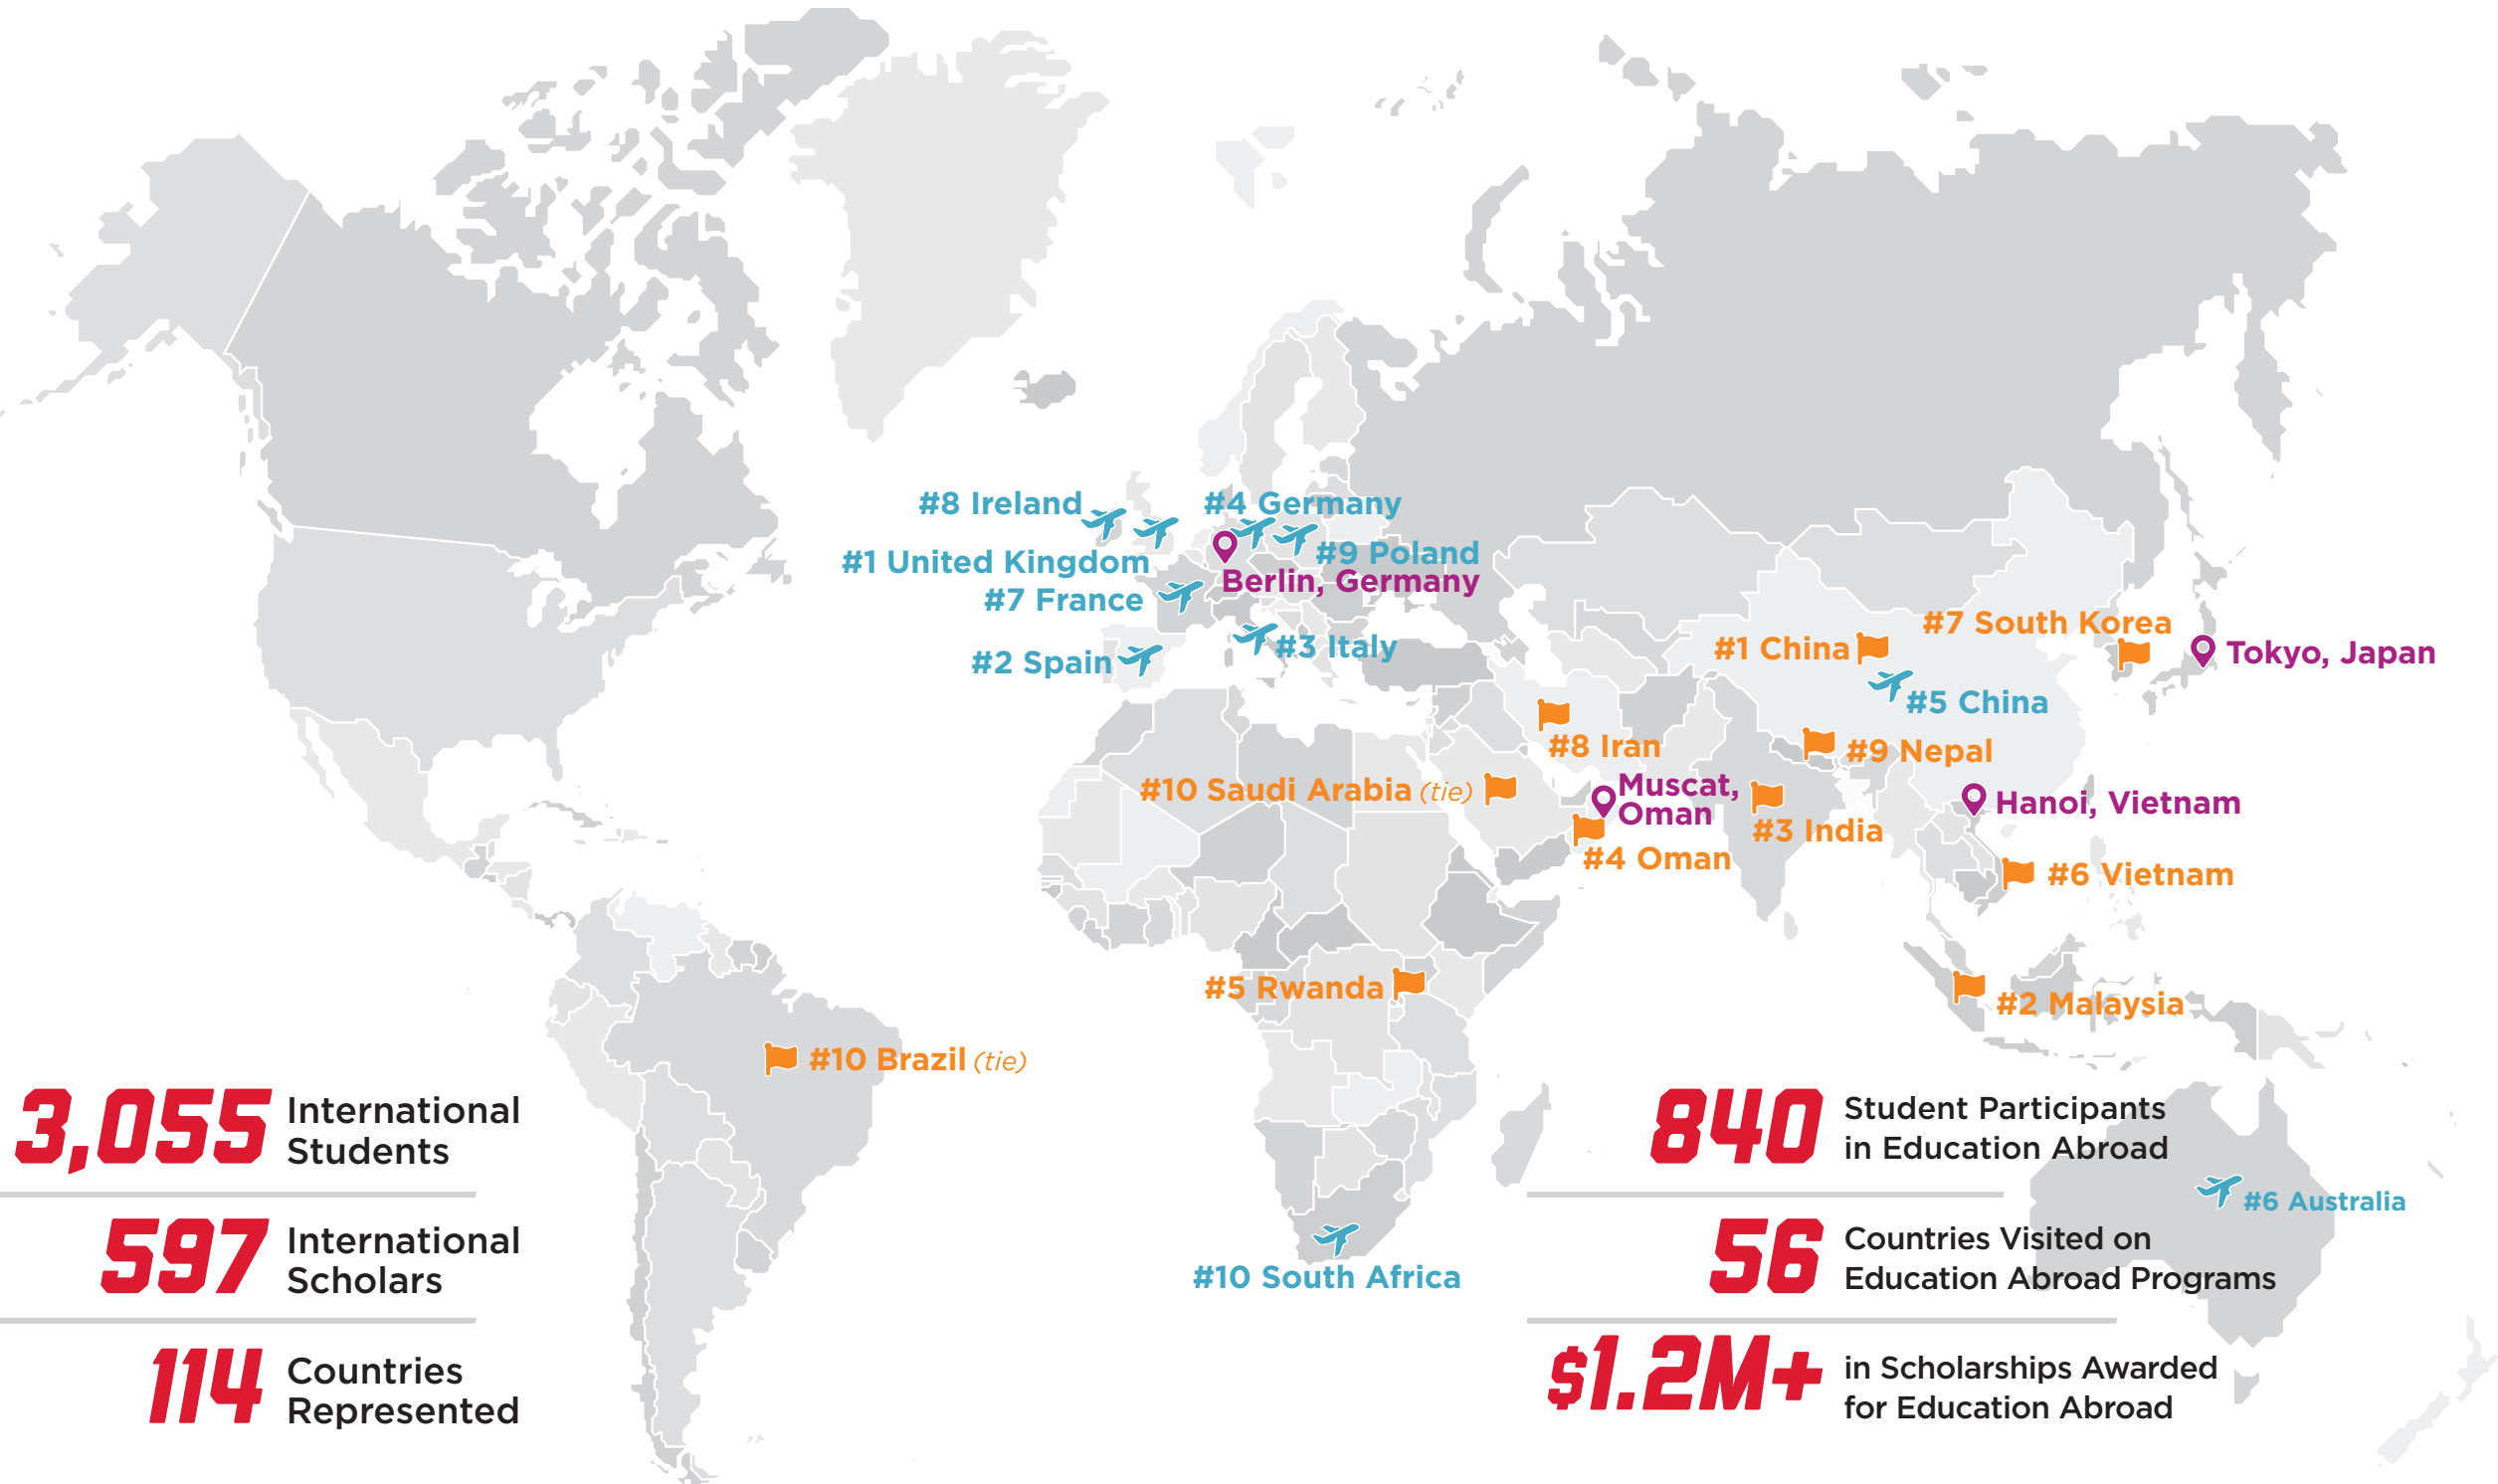 #8 Ireland
#4 Germany
#1 United Kingdom
#9 Poland
Berlin, Germany
#7 France
#3 Italy
#2 Spain
#7 South Korea
#1 China
Tokyo, Japan
#5 China
#8 Iran
#9 Nepal
#10 Saudi Arabia (tie)
Muscat,
Oman
Hanoi, Vietnam
#3 India
#4 Oman
#6 Vietnam
#5 Rwanda
#2 Malaysia
#10 Brazil (tie)
#6 Australia
#10 South Africa
3,055 International
Students
597 International
Scholars
114 Countries
Represented
840 Student Participants
in Education Abroad
56 Countries Visited on
Education Abroad Programs
$1.2M+ in Scholarships Awarded
for Education Abroad